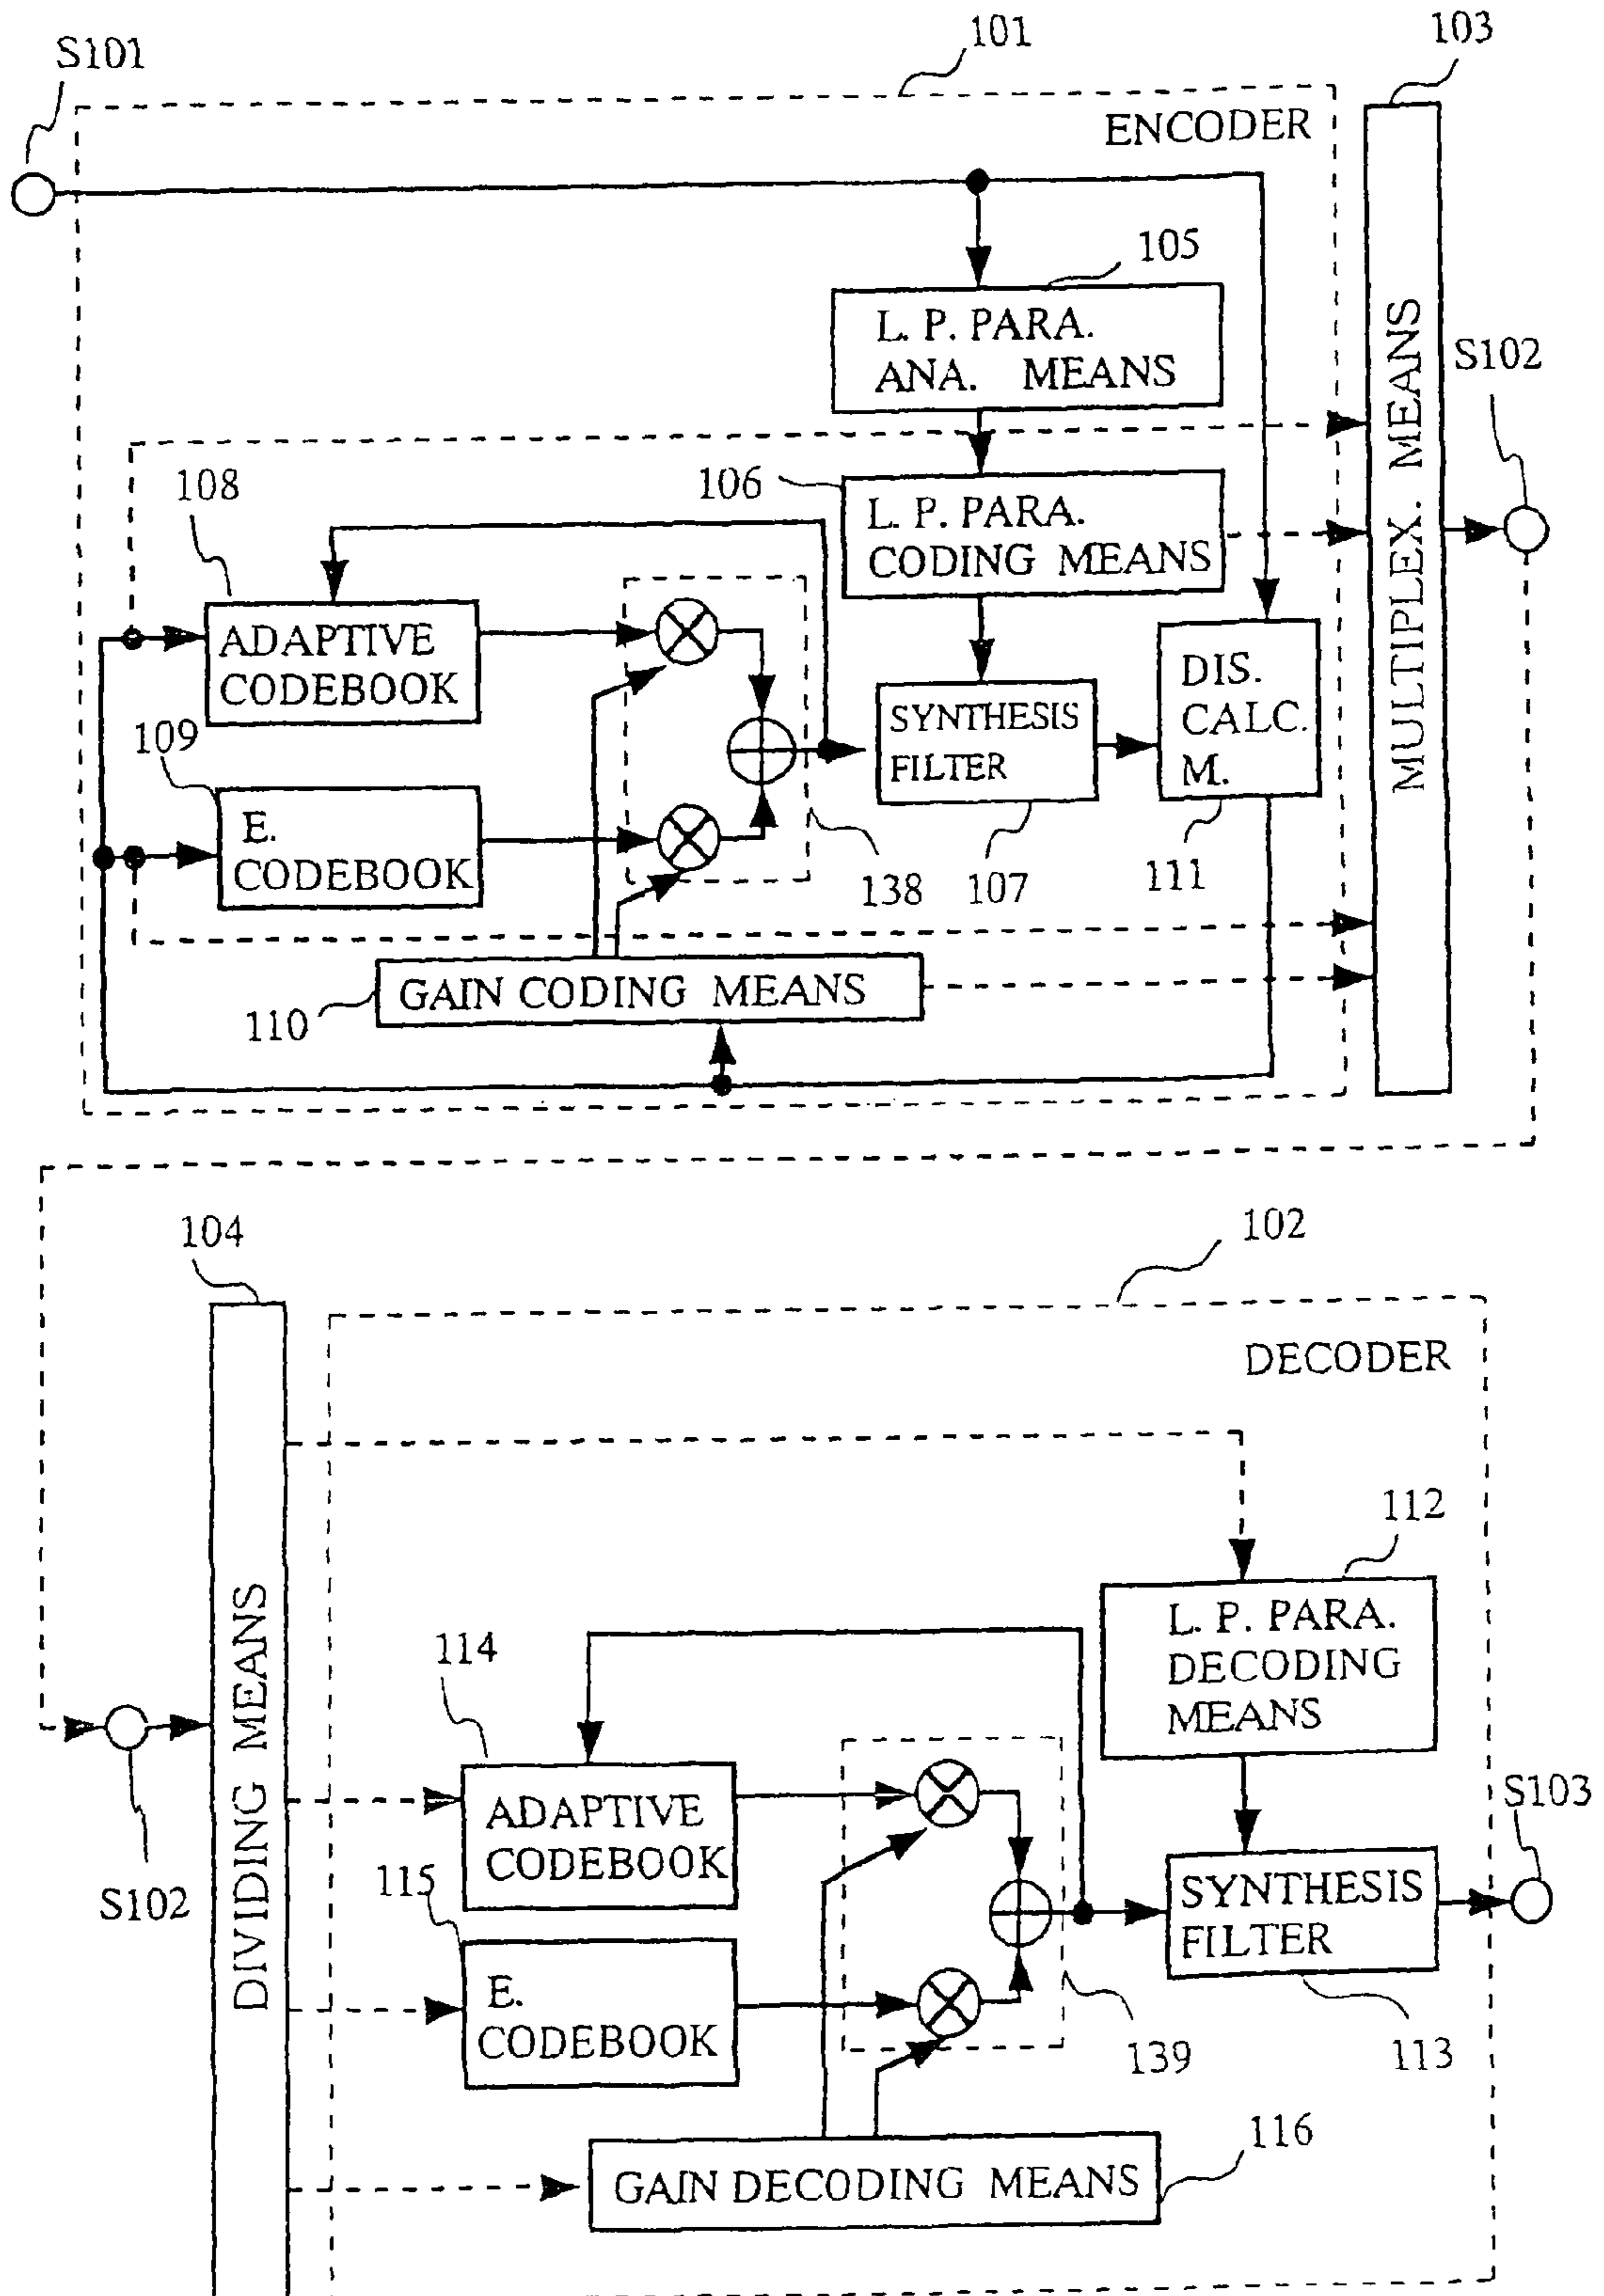 S101
101
103
ENCODER
105
L. P. PARA.
ANA. MEANS
MULTIPLEX. MEANS
S102
108
106
L. P. PARA.
CODING MEANS
ADAPTIVE
CODEBOOK
SYNTHESIS
FILTER
DIS.
CALC.
M.
109
E.
CODEBOOK
138
107
111
GAIN CODING MEANS
110
104
102
DECODER
112
L. P. PARA.
DECODING
MEANS
114
DIVIDING MEANS
S102
ADAPTIVE
CODEBOOK
S103
115
SYNTHESIS
FILTER
E.
CODEBOOK
139
113
116
GAIN DECODING MEANS